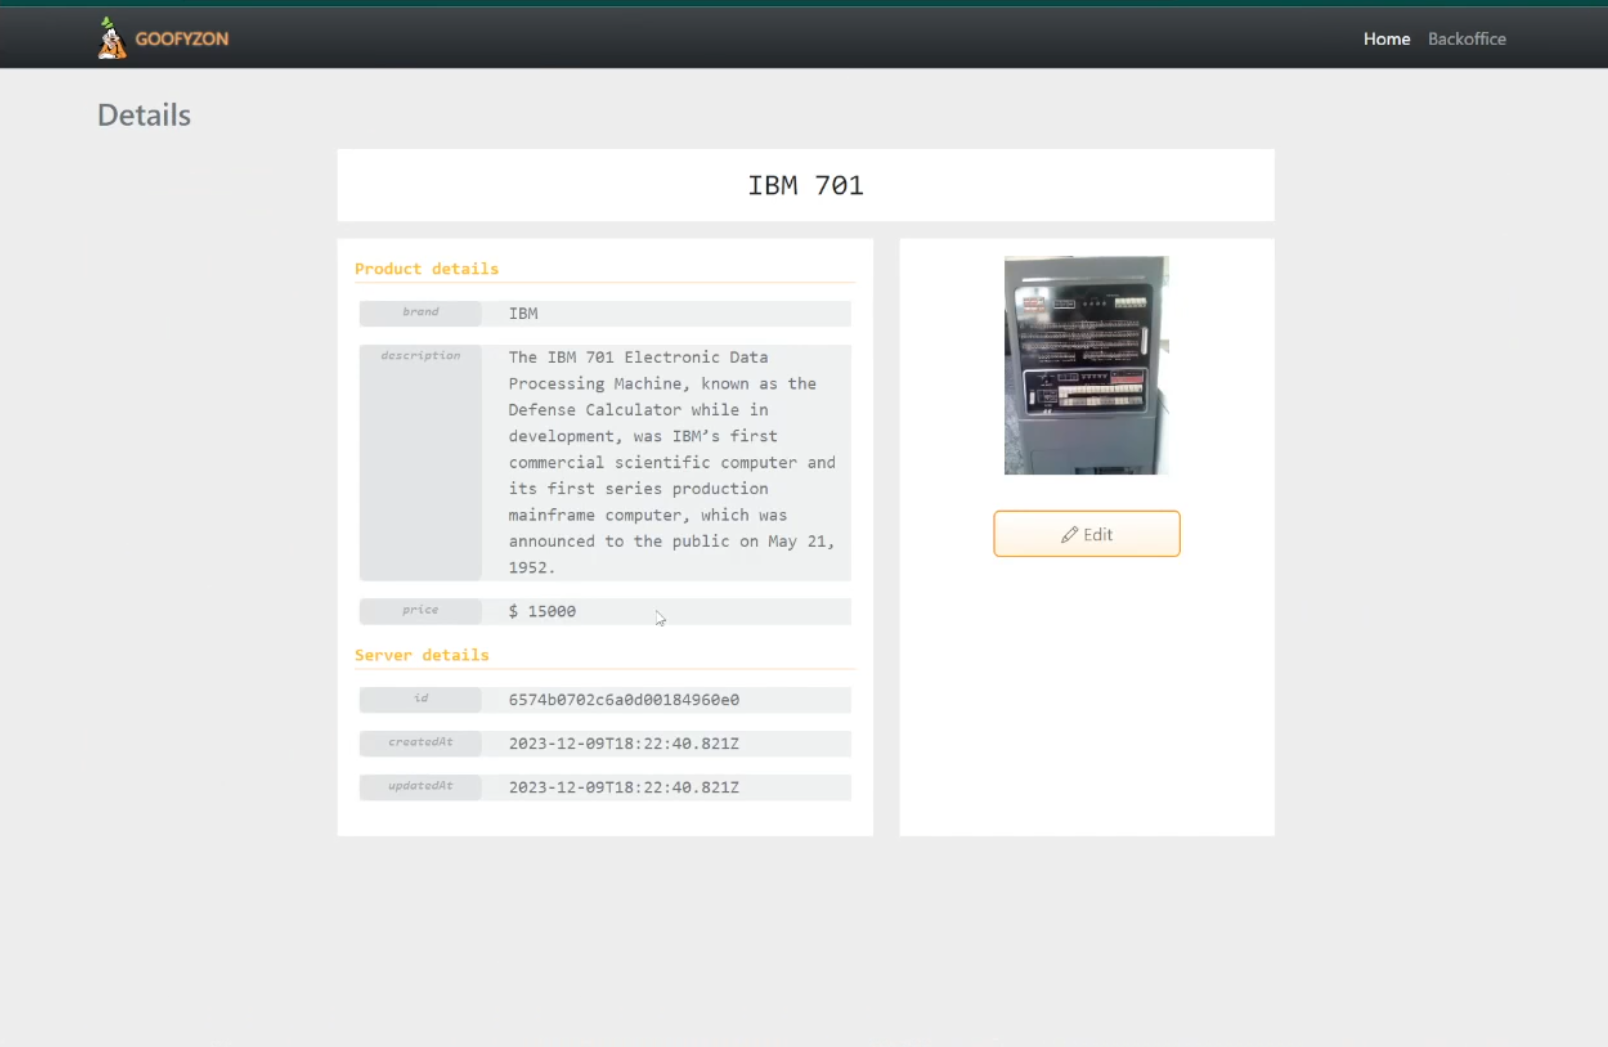 GOOFYZON
Home
Backoffice
Details
IBM 701
Product details
brand
IBM
description
The IBM 701 Electronic Data
Processing Machine, known as the
Defense Calculator while in
development, was IBM’s first
commercial scientific computer and
its first series production
mainframe computer, which was
announced to the public on May 21,
1952.
price
$ 15000
Server details
id
6574b0702c6a0d00184960e0
createdAt
2023-12-09T18:22:40.821Z
updatedAt
2023-12-09T18:22:40.821Z
Edit